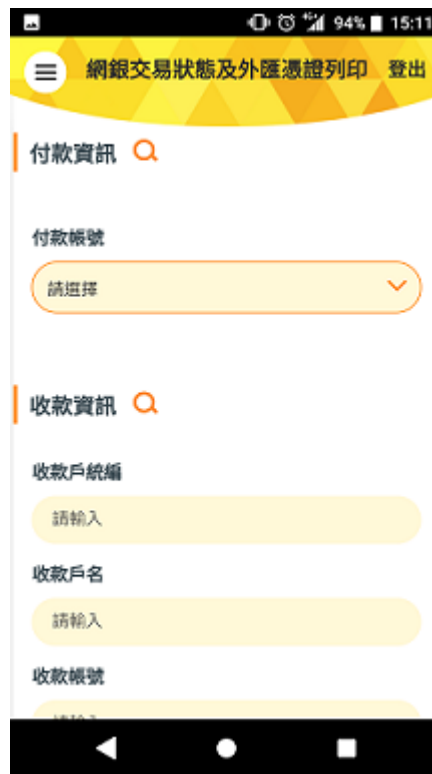 94% 15:11
網銀交易狀態及外匯憑證列印 登出
付款資訊
付款帳號
請選擇
收款資訊
收款戶統編
請輸入
收款戶名
請輸入
收款帳號